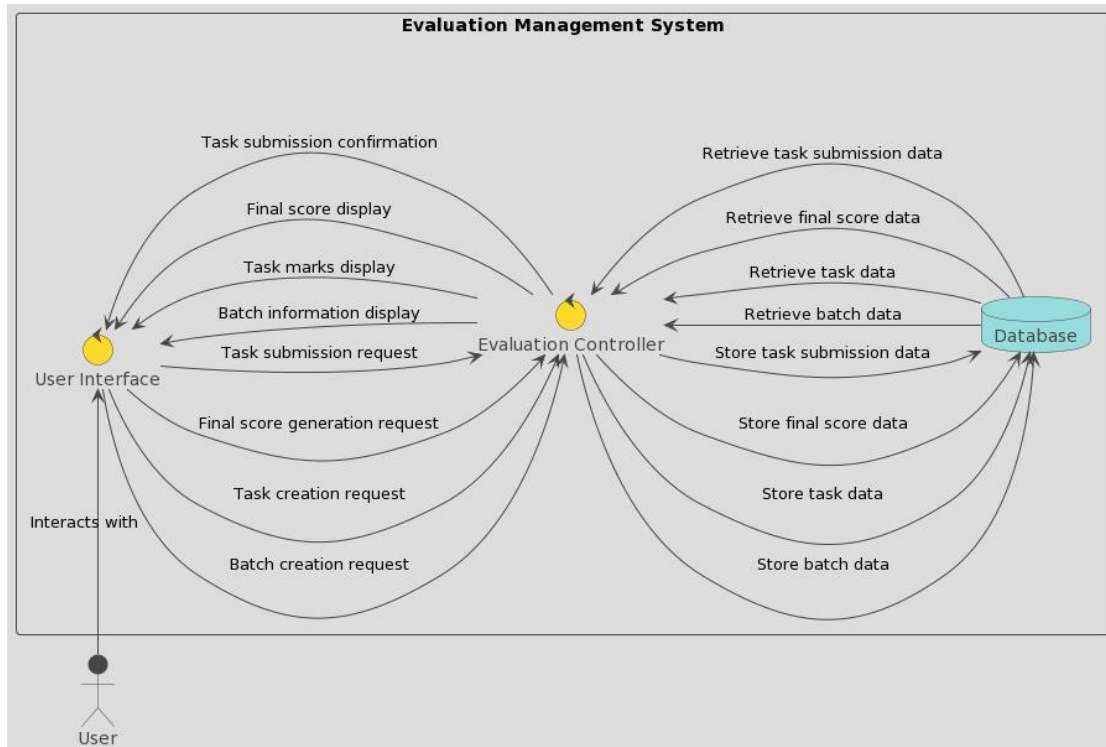 Evaluation Management System
Task submission confirmation
Retrieve task submission data
Final score display
Retrieve final score data
Task marks display
Retrieve task data
Batch information display
Retrieve batch data
Evaluation Controller
Database
Task submission request
Store task submission data
User Interface
Final score generation request
Store final score data
Task creation request
Store task data
Interacts with
Batch creation request
Store batch data
User